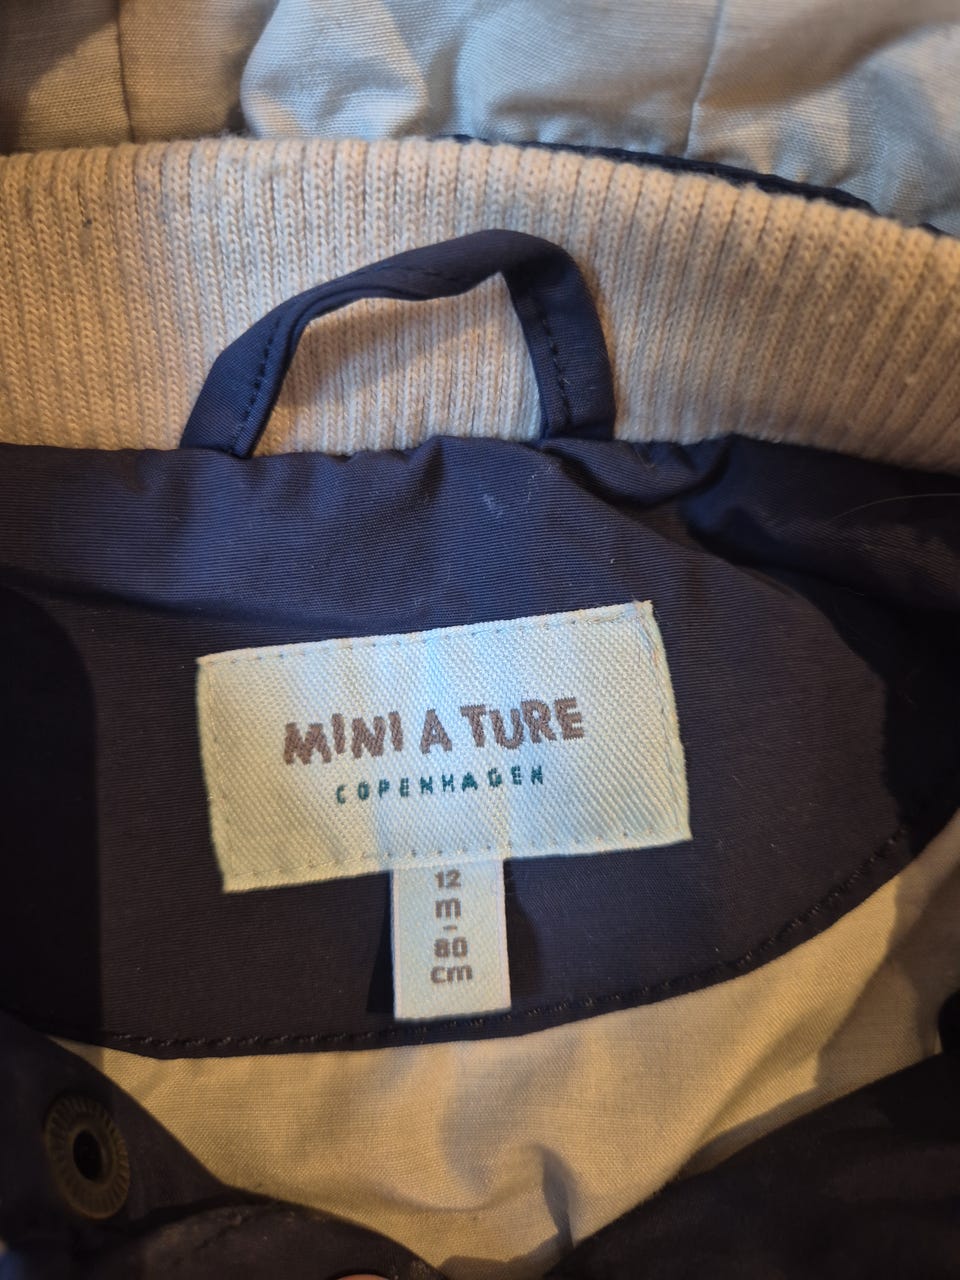 MINI A TURE
COPENHAGEN
12
m
-
80
cm